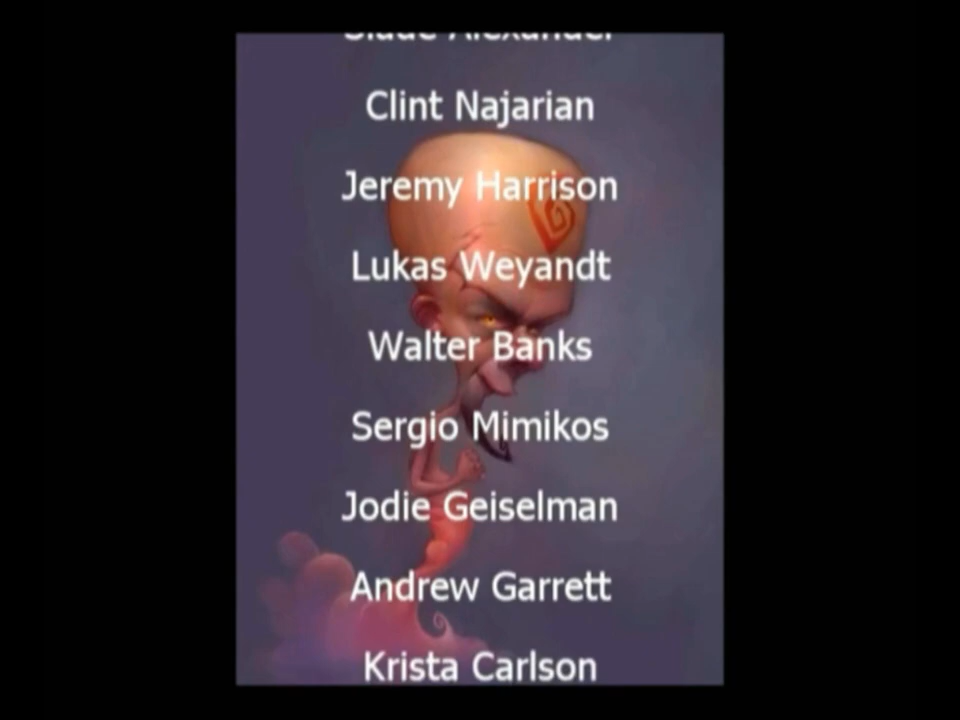 Clint Najarian
Jeremy Harrison
Lukas Weyandt
Walter Banks
Sergio Mimikos
Jodie Geiselman
Andrew Garrett
Krista Carlson